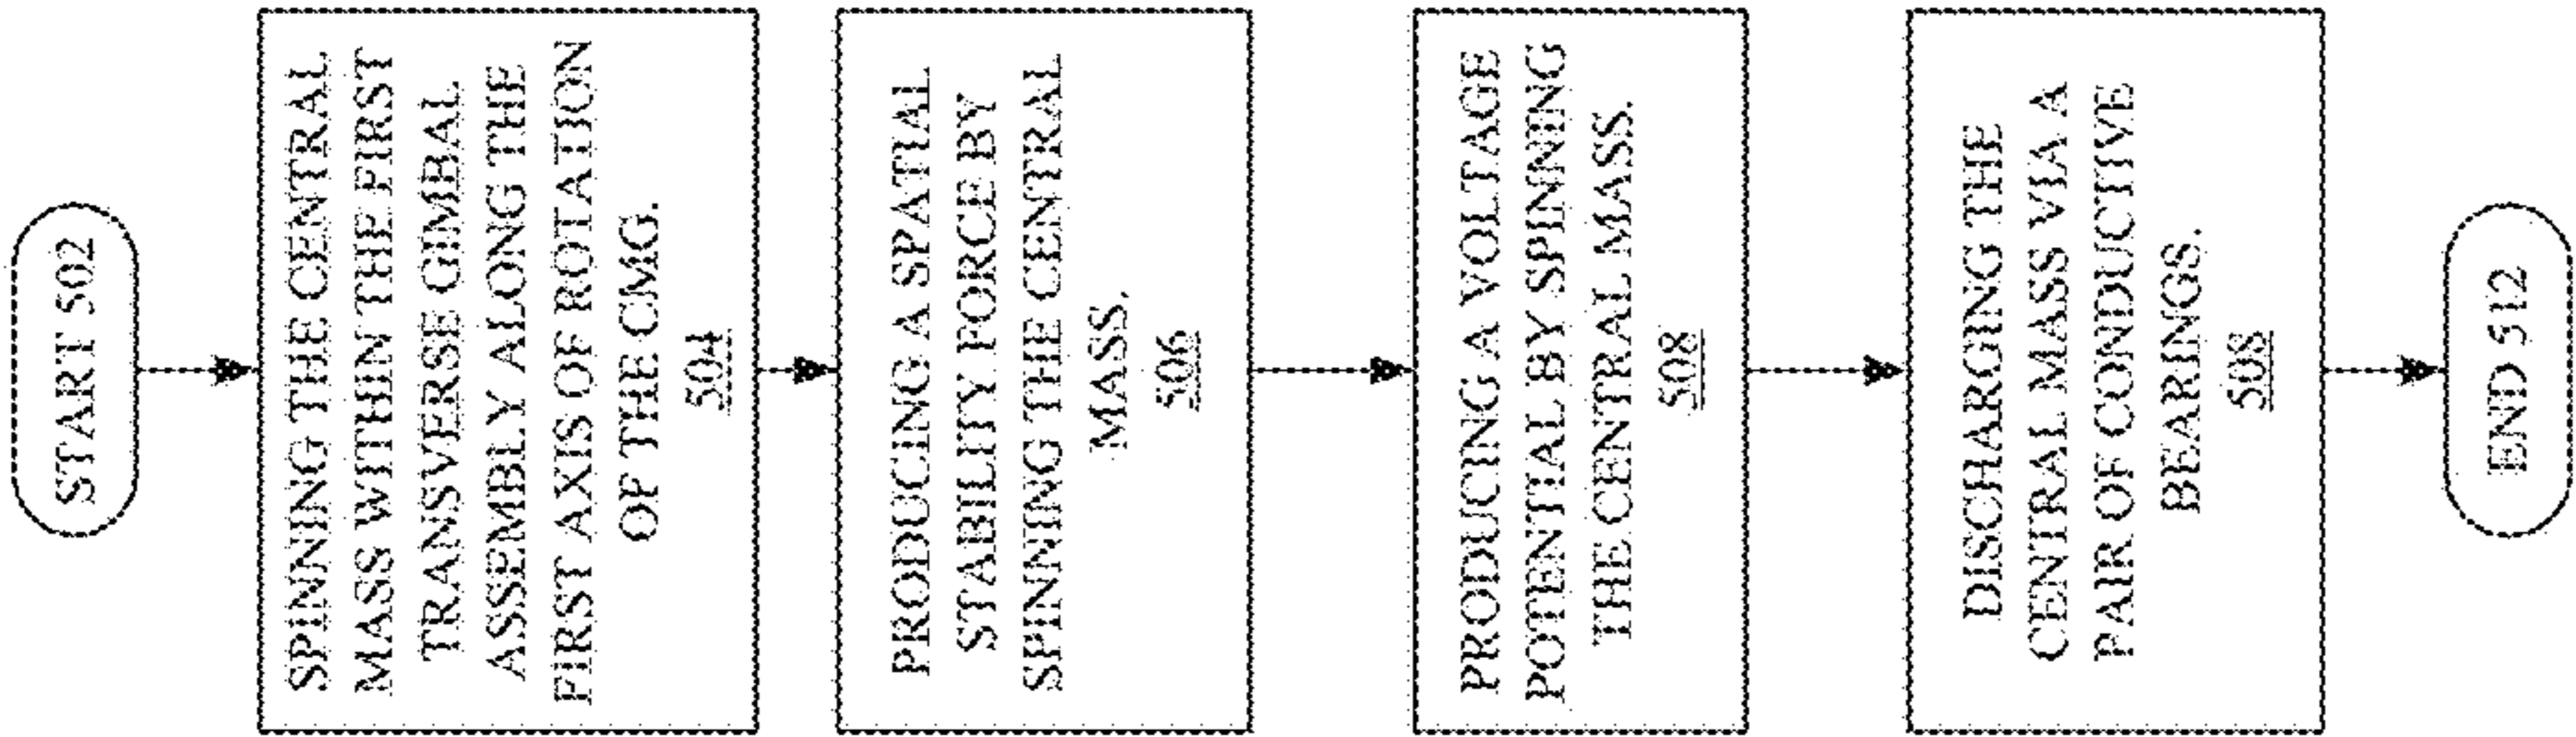 START 502
SPINNING THE CENTRAL
MASS WITHIN THE FIRST
TRANSVERSE GIMBAL
ASSEMBLY ALONG THE
FIRST AXIS OF ROTATION
OF THE CMG.
504
PRODUCING A SPATIAL
STABILITY FORCE BY
SPINNING THE CENTRAL
MASS.
506
PRODUCING A VOLTAGE
POTENTIAL BY SPINNING
THE CENTRAL MASS.
508
DISCHARGING THE
CENTRAL MASS VIA A
PAIR OF CONDUCTIVE
BEARINGS.
508
END 512